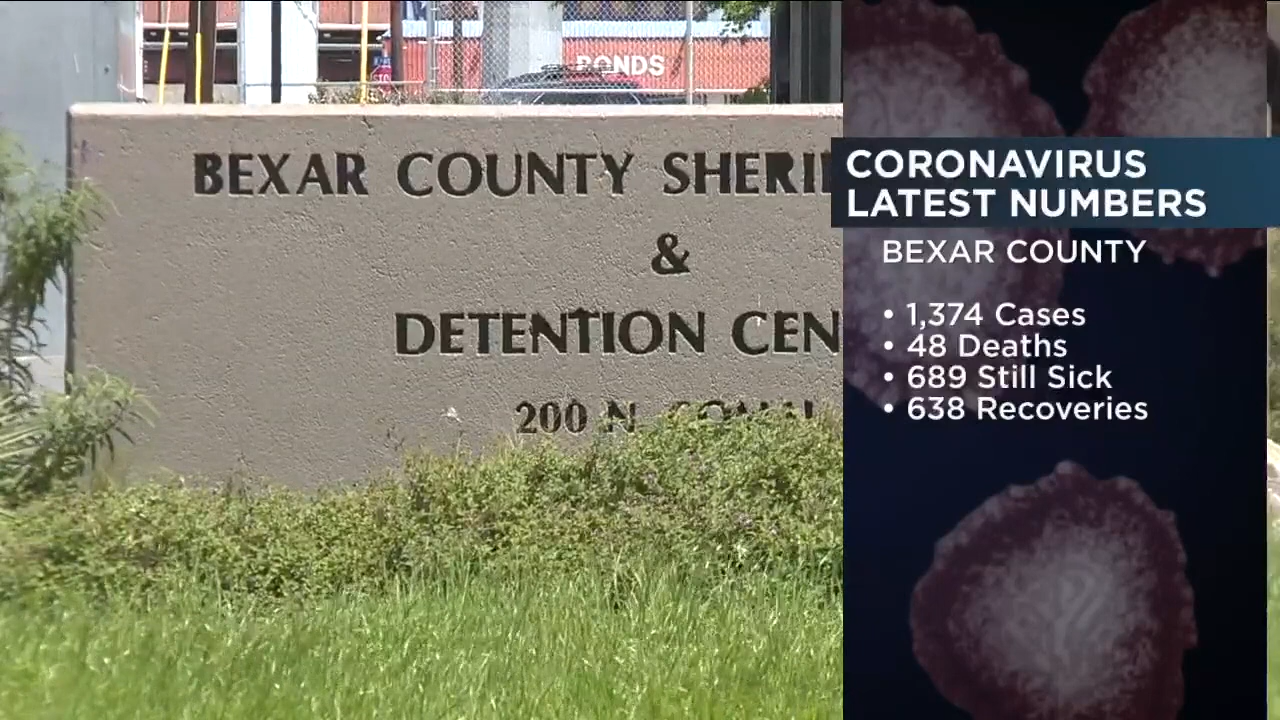 BONDS
BEXAR COUNTY SHERI
&
DETENTION CEN
200 N. COMAL
CORONAVIRUS
LATEST NUMBERS
BEXAR COUNTY
• 1,374 Cases
• 48 Deaths
• 689 Still Sick
• 638 Recoveries